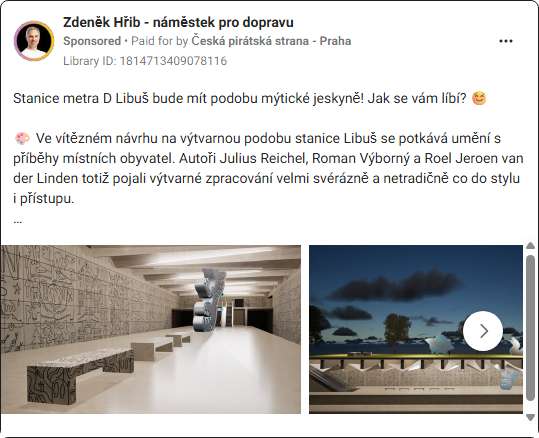 Zdeněk Hřib - náměstek pro dopravu
Sponsored • Paid for by Česká pirátská strana - Praha
Library ID: 1814713409078116
Stanice metra D Libuš bude mít podobu mýtické jeskyně! Jak se vám líbí? 😊
🎨 Ve vítězném návrhu na výtvarnou podobu stanice Libuš se potkává umění s
příběhy místních obyvatel. Autoři Julius Reichel, Roman Výborný a Roel Jeroen van
der Linden totiž pojali výtvarné zpracování velmi svérázně a netradičně co do stylu
i přístupu.
...